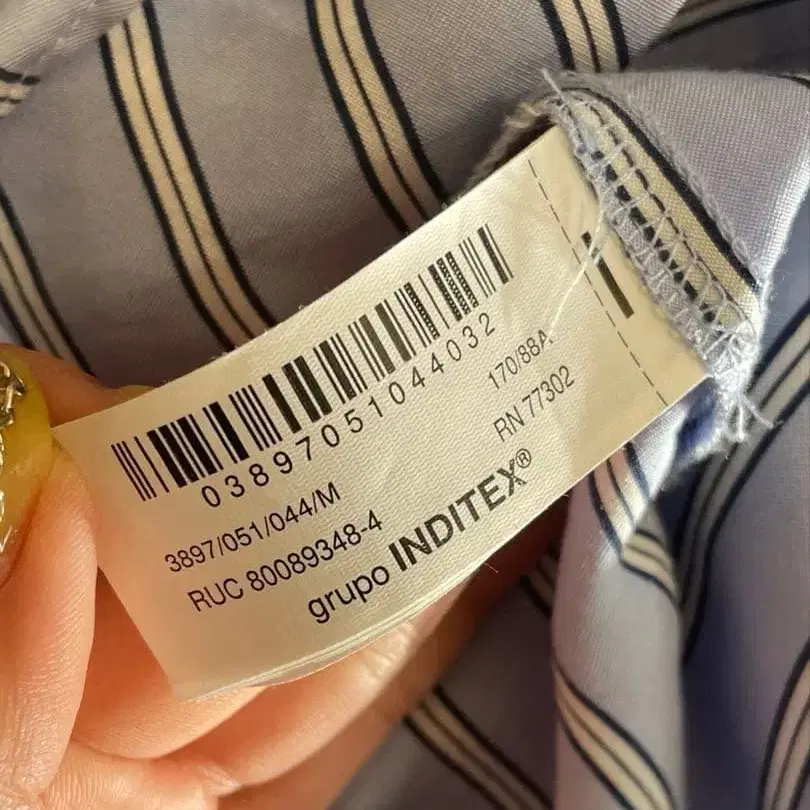 03897051044032
3897/051/044/M 170/88A
RUC 80089348-4 RN 77302
grupo INDITEX®